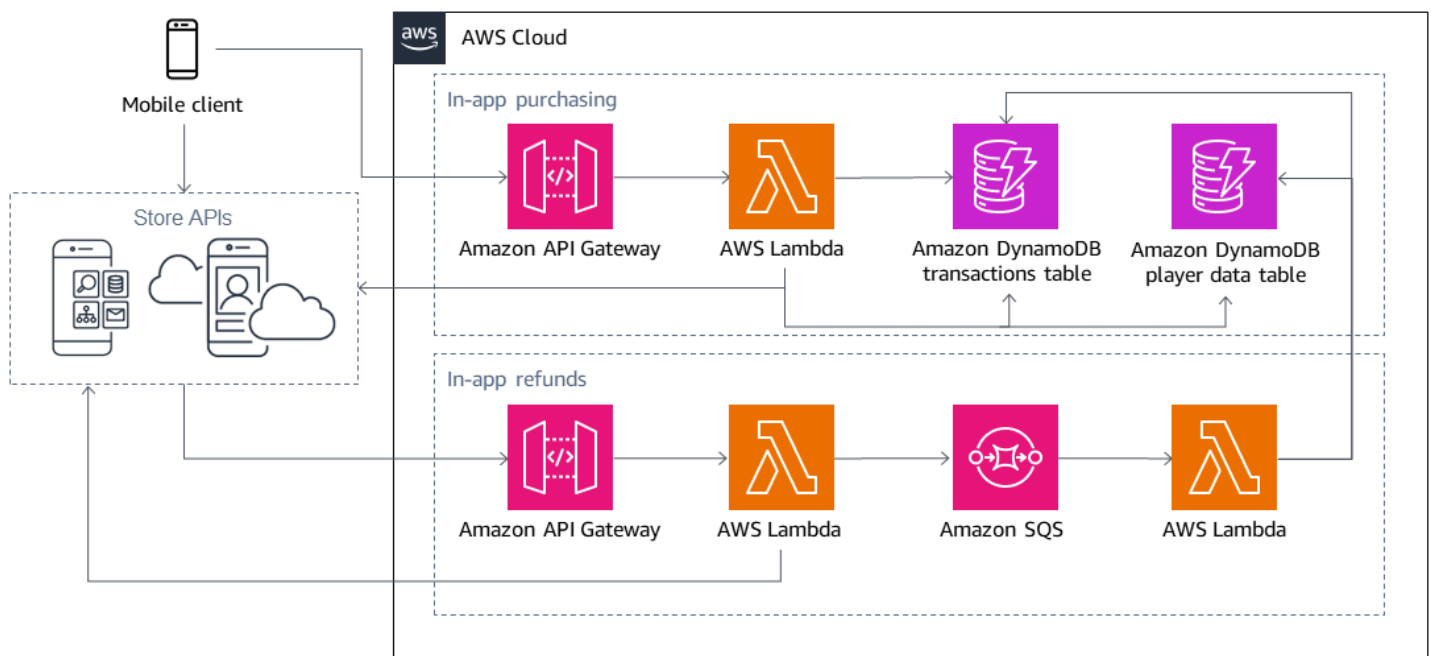 aws
AWS Cloud
Mobile client
In-app purchasing
Store APIs
</>
Amazon API Gateway
AWS Lambda
Amazon DynamoDB
transactions table
Amazon DynamoDB
player data table
In-app refunds
</>
Amazon API Gateway
AWS Lambda
Amazon SQS
AWS Lambda